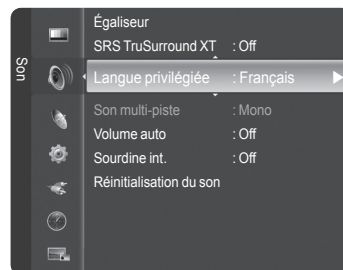 Son
Égaliseur
SRS TruSurround XT : Off
Langue privilégiée : Français
Son multi-piste : Mono
Volume auto : Off
Sourdine int. : Off
Réinitialisation du son